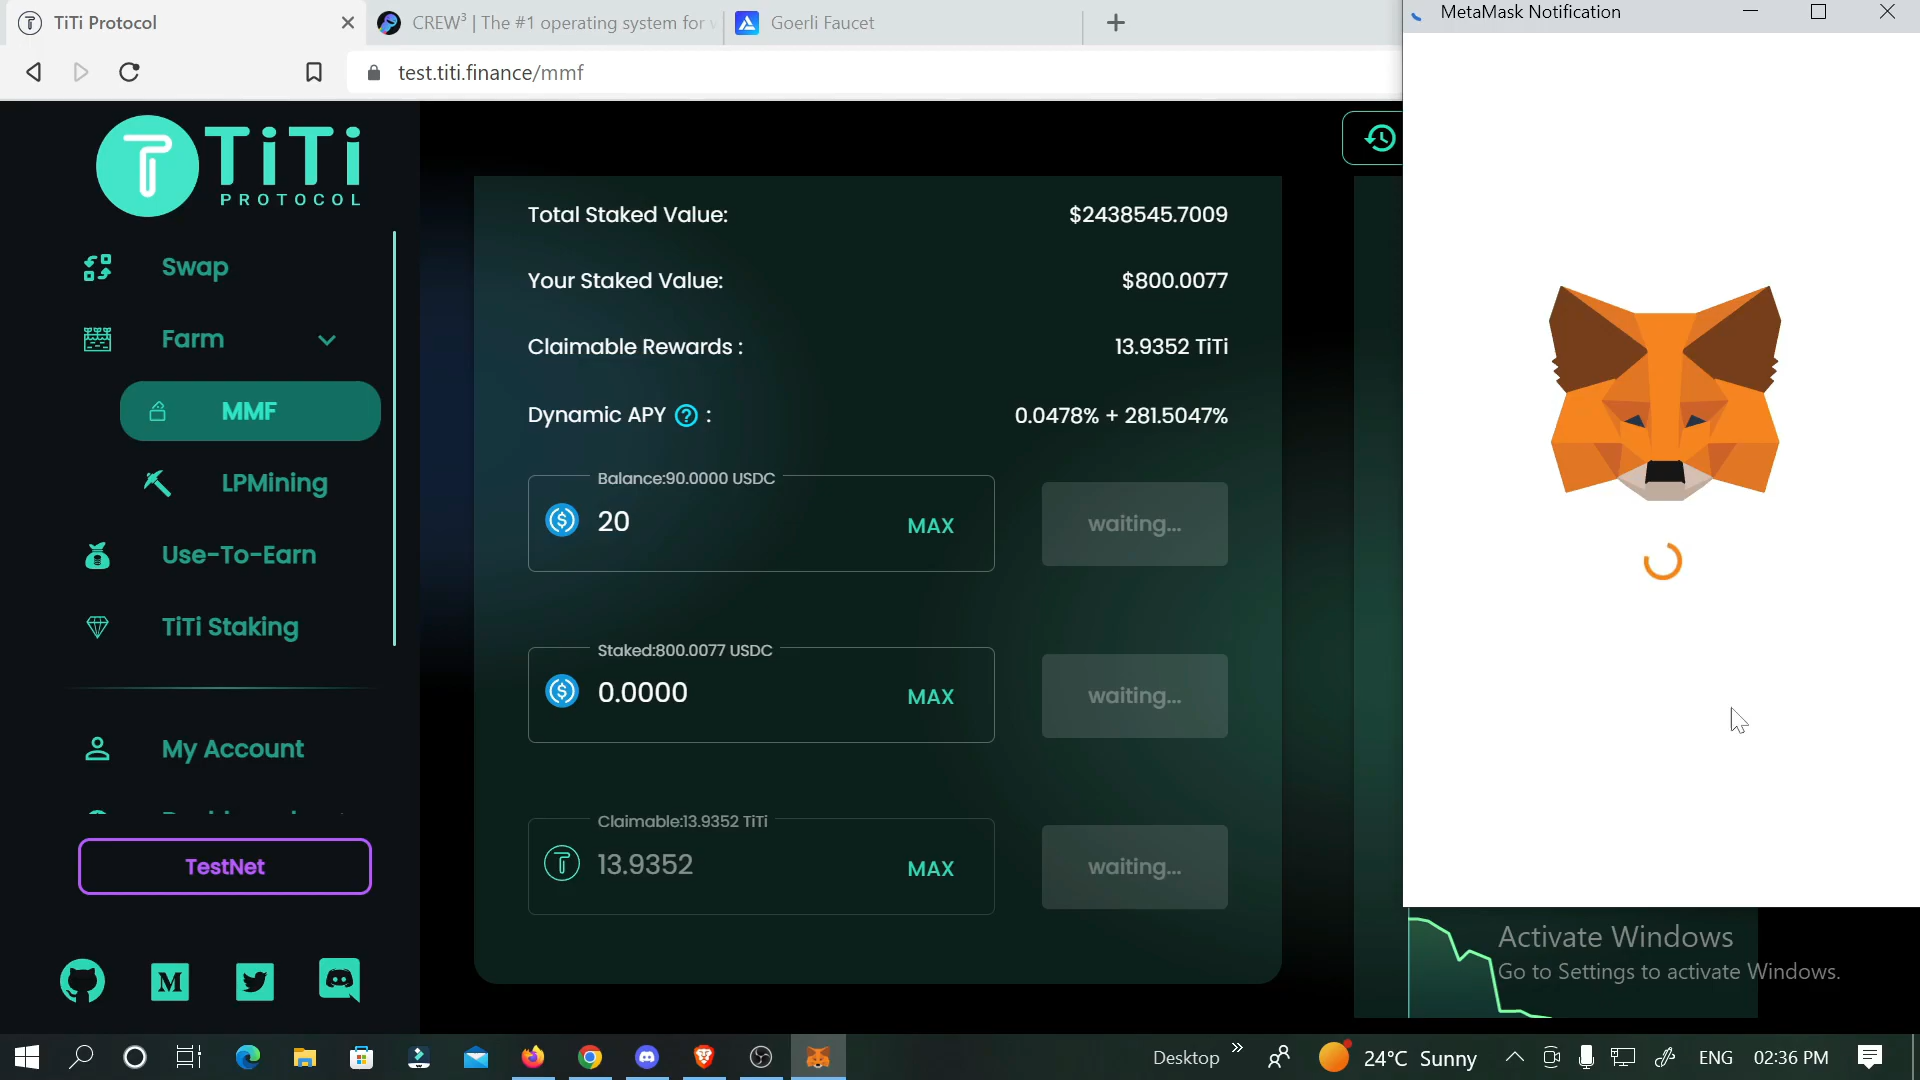 TiTi Protocol
CREW³ | The #1 operating system for
Goerli Faucet
MetaMask Notification
test.titi.finance/mmf
TiTi
PROTOCOL
Swap
Farm
MMF
LPMining
Use-To-Earn
TiTi Staking
My Account
TestNet
Total Staked Value:
$2438545.7009
Your Staked Value:
$800.0077
Claimable Rewards :
13.9352 TiTi
Dynamic APY ? :
0.0478% + 281.5047%
Balance:90.0000 USDC
20
MAX
waiting...
Staked:800.0077 USDC
0.0000
MAX
waiting...
Claimable:13.9352 TiTi
13.9352
MAX
waiting...
Activate Windows
Go to Settings to activate Windows.
Desktop
24°C Sunny
ENG
02:36 PM